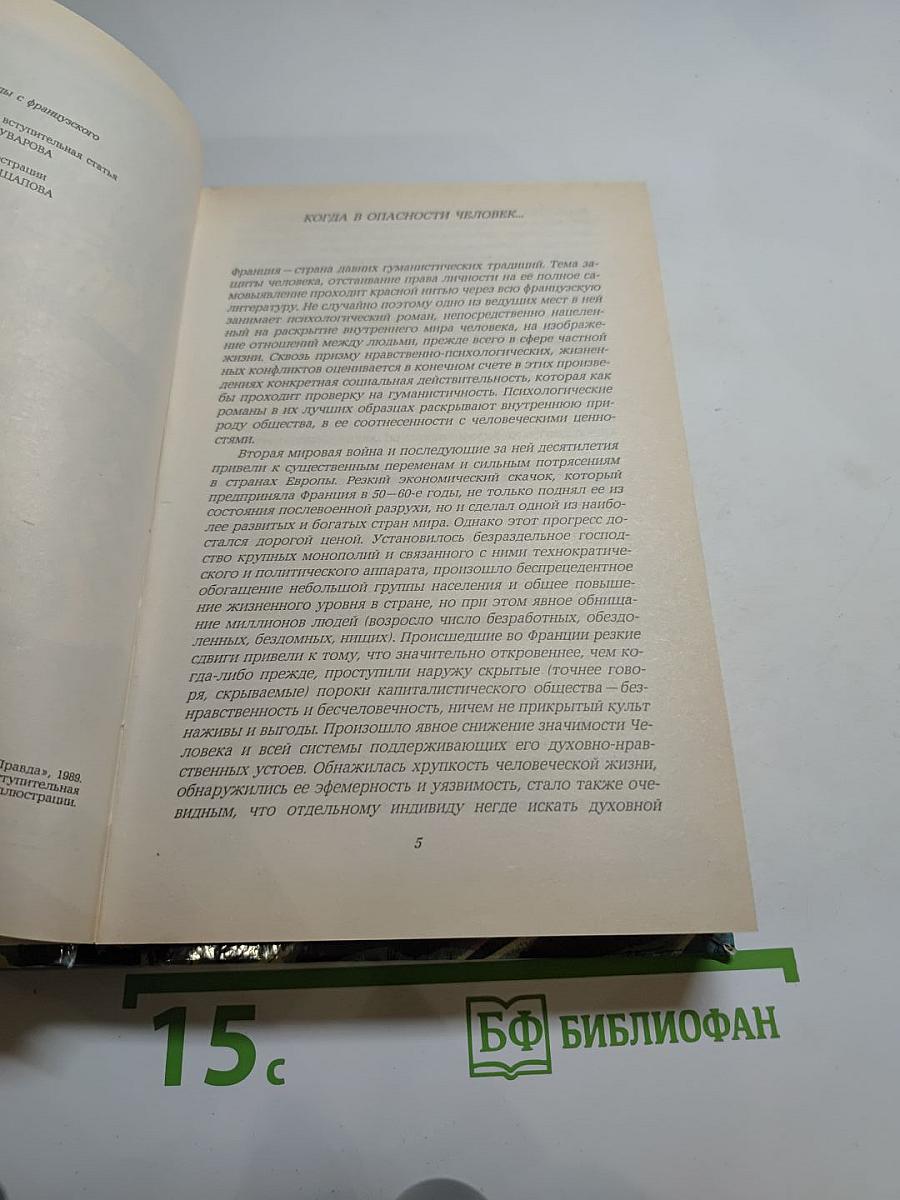 ды с французского
вступительная статья
УВАРОВА
ЩАПОВА
Правда», 1989.
КОГДА В ОПАСНОСТИ ЧЕЛОВЕК...
Франция — страна давних гуманистических традиций. Тема за-
щиты человека, отстаивание права личности на ее полное са-
мовыявление проходит красной нитью через всю французскую
литературу. Не случайно поэтому одно из ведущих мест в ней
занимает психологический роман, непосредственно нацелен-
ный на раскрытие внутреннего мира человека, на изображе-
ние отношений между людьми, прежде всего в сфере частной
жизни. Сквозь призму нравственно-психологических, жизнен-
ных конфликтов оценивается в конечном счете в этих произве-
дениях конкретная социальная действительность, которая как
бы проходит проверку на гуманистичность. Психологические
романы в их лучших образцах раскрывают внутреннюю при-
роду общества, в ее соотнесенности с человеческими ценно-
стями.
Вторая мировая война и последующие за ней десятилетия
привели к существенным переменам и сильным потрясениям
в странах Европы. Резкий экономический скачок, который
предприняла Франция в 50—60-е годы, не только поднял ее из
состояния послевоенной разрухи, но и сделал одной из наибо-
лее развитых и богатых стран мира. Однако этот прогресс до-
стался дорогой ценой. Установилось безраздельное господ-
ство крупных монополий и связанного с ними технократиче-
ского и политического аппарата, произошло беспрецедентное
обогащение небольшой группы населения и общее повыше-
ние жизненного уровня в стране, но при этом явное обнища-
ние миллионов людей (возросло число безработных, обездо-
ленных, бездомных, нищих). Происшедшие во Франции резкие
сдвиги привели к тому, что значительно откровеннее, чем ко-
гда-либо прежде, проступили наружу скрытые (точнее гово-
ря, скрываемые) пороки капиталистического общества — без-
нравственность и бесчеловечность, ничем не прикрытый культ
наживы и выгоды. Произошло явное снижение значимости Че-
ловека и всей системы поддерживающих его духовно-нрав-
ственных устоев. Обнажилась хрупкость человеческой жизни,
обнаружились ее эфемерность и уязвимость, стало также оче-
видным, что отдельному индивиду негде искать духовной
5
15 с
БФ БИБЛИОФАН